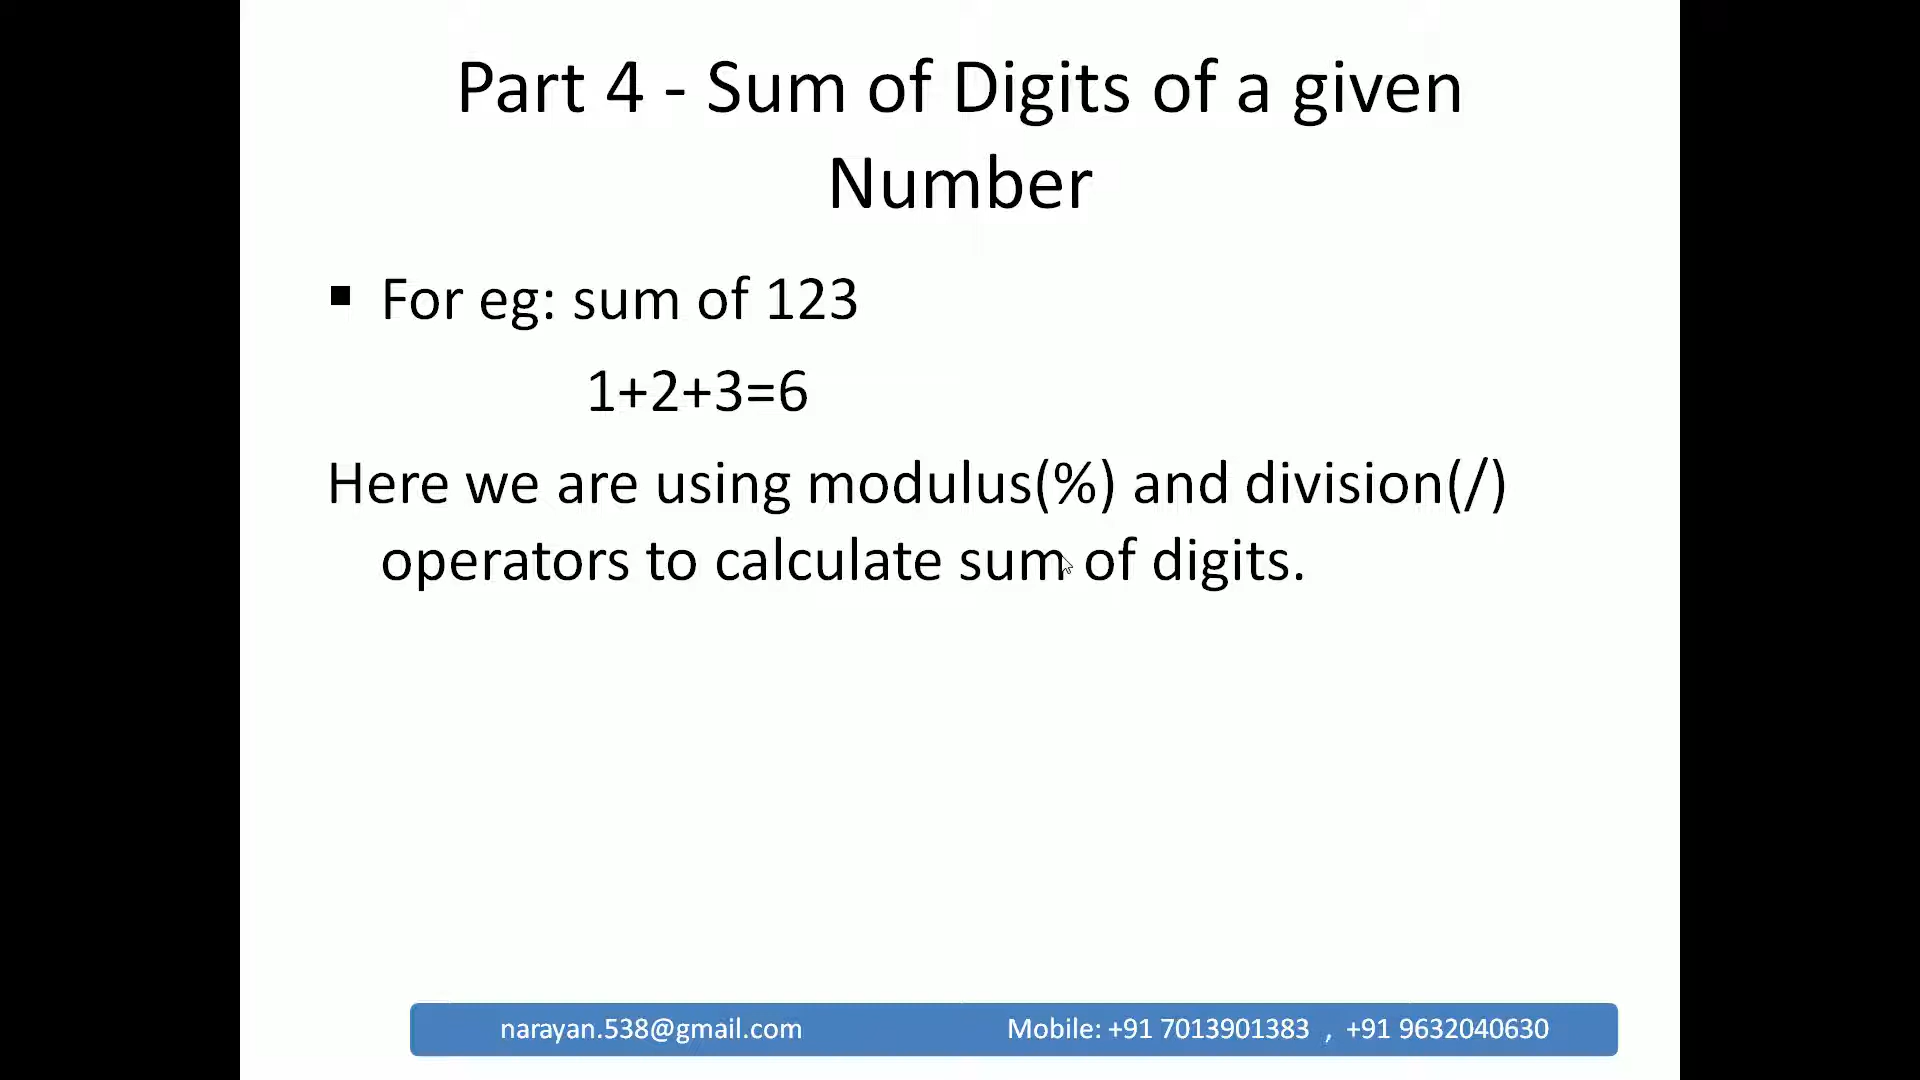 Part 4 - Sum of Digits of a given
Number
▪ For eg: sum of 123
1+2+3=6
Here we are using modulus(%) and division(/)
operators to calculate sum of digits.
narayan.538@gmail.com Mobile: +91 7013901383 , +91 9632040630